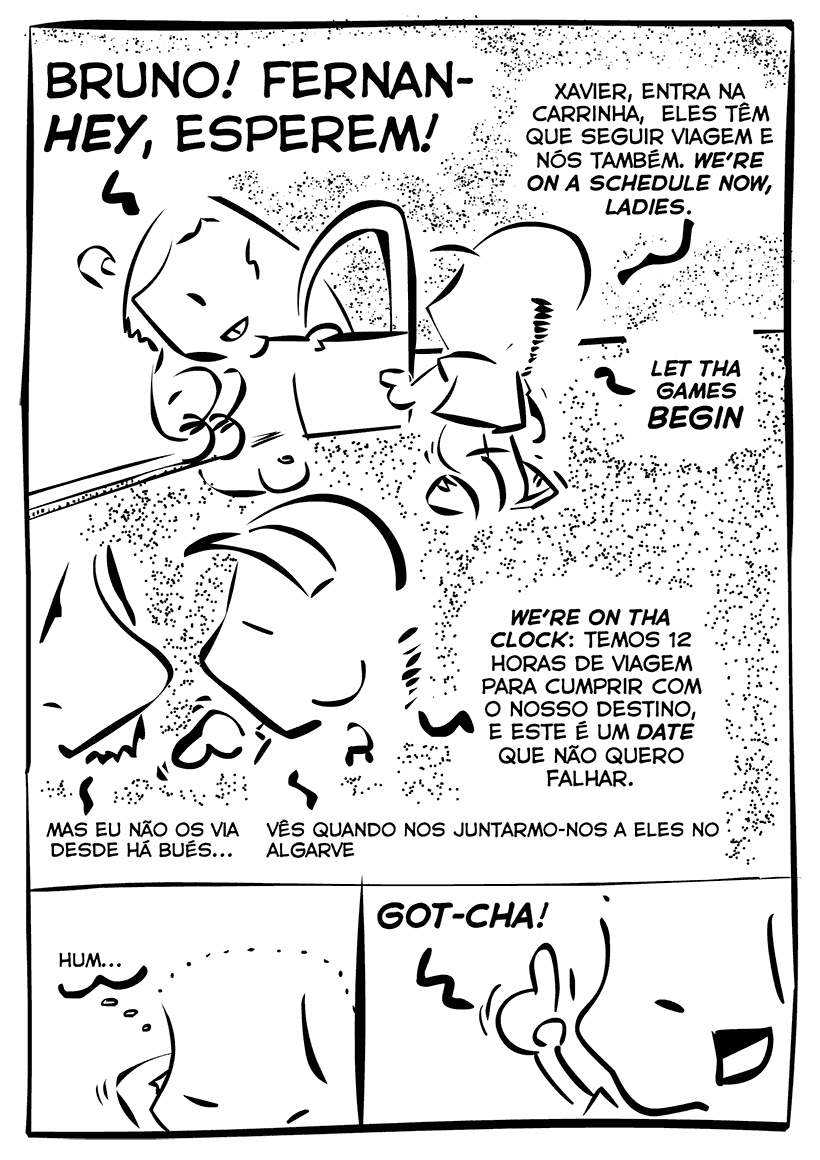 BRUNO! FERNAN-
HEY, ESPEREM!
XAVIER, ENTRA NA
CARRINHA, ELES TÊM
QUE SEGUIR VIAGEM E
NÓS TAMBÉM. WE'RE
ON A SCHEDULE NOW,
LADIES.
LET THA
GAMES
BEGIN
WE'RE ON THA
CLOCK: TEMOS 12
HORAS DE VIAGEM
PARA CUMPRIR COM
O NOSSO DESTINO,
E ESTE É UM DATE
QUE NÃO QUERO
FALHAR.
MAS EU NÃO OS VIA
DESDE HÁ BUÉS...
VÊS QUANDO NOS JUNTARMO-NOS A ELES NO
ALGARVE
HUM...
GOT-CHA!